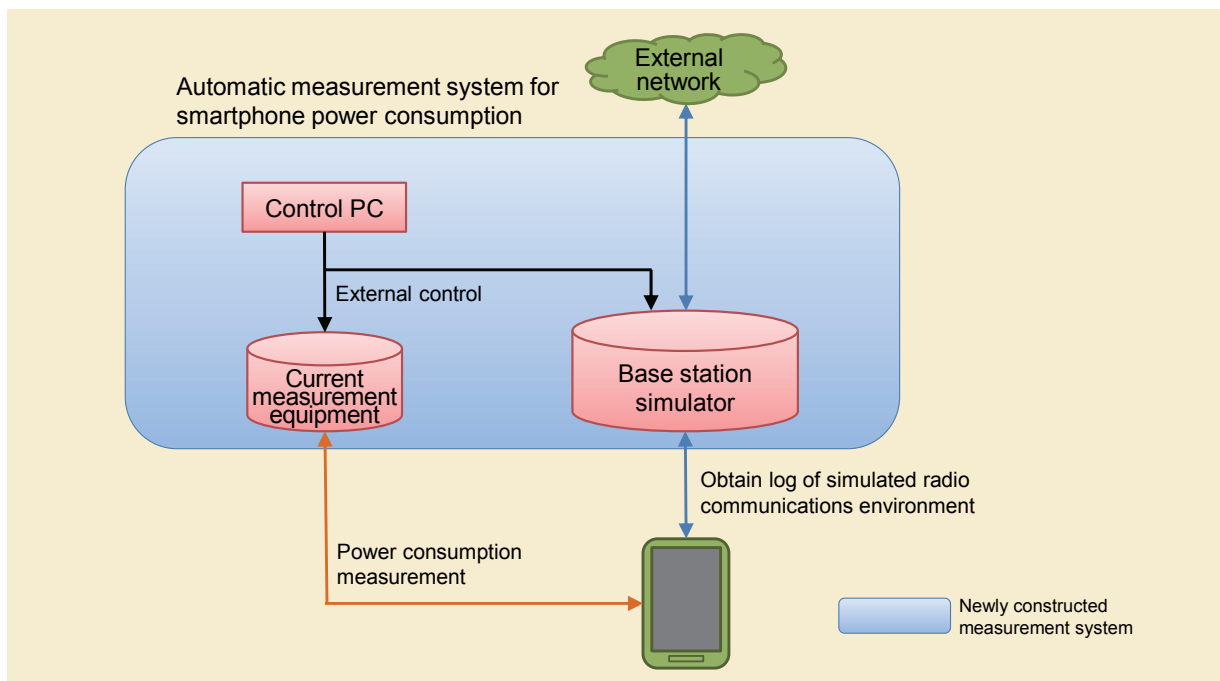 External
network
Automatic measurement system for
smartphone power consumption
Control PC
External control
Current
measurement
equipment
Base station
simulator
Obtain log of simulated radio
communications environment
Power consumption
measurement
Newly constructed
measurement system